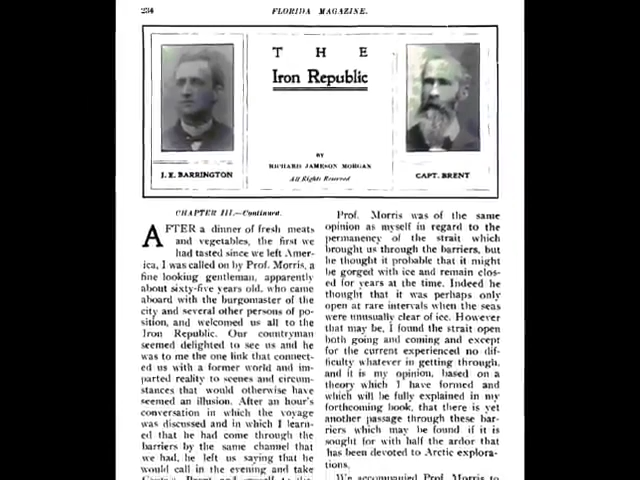 234
FLORIDA MAGAZINE.
THE
Iron Republic
BY
RICHARD JAMESON MORGAN
All Rights Reserved
J. E. BARRINGTON
CAPT. BRENT
CHAPTER III.—Continued.
AFTER a dinner of fresh meats
and vegetables, the first we
had tasted since we left Amer-
ica, I was called on by Prof. Morris, a
fine looking gentleman, apparently
about sixty-five years old, who came
aboard with the burgomaster of the
city and several other persons of po-
sition, and welcomed us all to the
Iron Republic. Our countryman
seemed delighted to see us and he
was to me the one link that connect-
ed us with a former world and im-
parted reality to scenes and circum-
stances that would otherwise have
seemed an illusion. After an hour's
conversation in which the voyage
was discussed and in which I learn-
ed that he had come through the
barriers by the same channel that
we had, he left us saying that he
would call in the evening and take
Prof. Morris was of the same
opinion as myself in regard to the
permanency of the strait which
brought us through the barriers, but
he thought it probable that it might
be gorged with ice and remain clos-
ed for years at the time. Indeed he
thought that it was perhaps only
open at rare intervals when the seas
were unusually clear of ice. However
that may be, I found the strait open
both going and coming and except
for the current experienced no dif-
ficulty whatever in getting through,
and it is my opinion, based on a
theory which I have formed and
which will be fully explained in my
forthcoming book, that there is yet
another passage through these bar-
riers which may be found if it is
sought for with half the ardor that
has been devoted to Arctic explora-
tions.
We accompanied Prof. Morris to